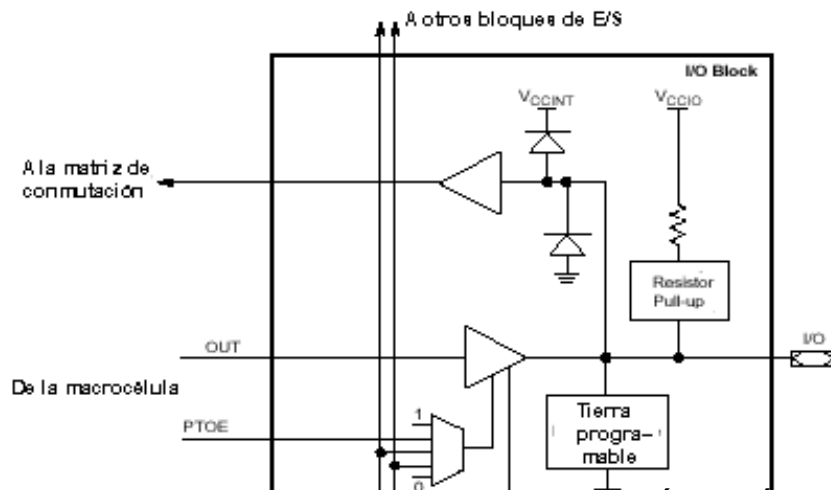 A otros bloques de E/S
I/O Block
VCCINT
VCCIO
A la matriz de
conmutación
Resistor
Pull-up
I/O
OUT
De la macrocélula
PTOE
1
0
Tierra
progra-
mable